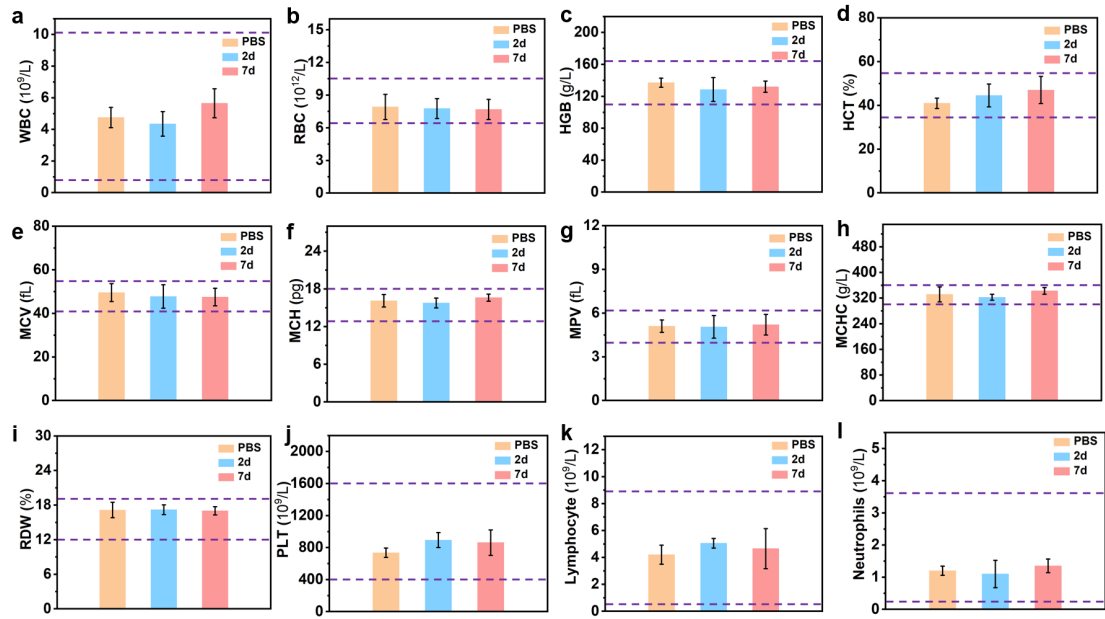 a
WBC (10⁹/L)
10
8
6
4
2
0
PBS
2d
7d
b
RBC (10¹²/L)
15
12
9
6
3
0
PBS
2d
7d
c
HGB (g/L)
200
160
120
80
40
0
PBS
2d
7d
d
HCT (%)
80
60
40
20
0
PBS
2d
7d
e
MCV (fL)
80
60
40
20
0
PBS
2d
7d
f
MCH (pg)
24
18
12
6
0
PBS
2d
7d
g
MPV (fL)
12
9
6
3
0
PBS
2d
7d
h
MCHC (g/L)
480
400
320
240
160
80
0
PBS
2d
7d
i
RDW (%)
30
24
18
12
6
0
PBS
2d
7d
j
PLT (10⁹/L)
2000
1600
1200
800
400
0
PBS
2d
7d
k
Lymphocyte (10⁹/L)
12
10
8
6
4
2
0
PBS
2d
7d
l
Neutrophils (10⁹/L)
5
4
3
2
1
0
PBS
2d
7d